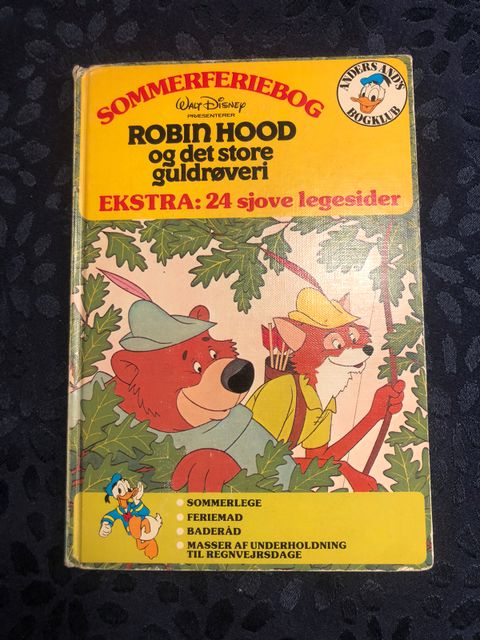 SOMMERFERIEBOG
WALT DISNEY
PRÆSENTERER
ROBIN HOOD
og det store
guldrøveri
EKSTRA: 24 sjove legesider
ANDERS AND'S
BOGKLUB
SOMMERLEGE
FERIEMAD
BADERÅD
MASSER AF UNDERHOLDNING
TIL REGNVEJRSDAGE